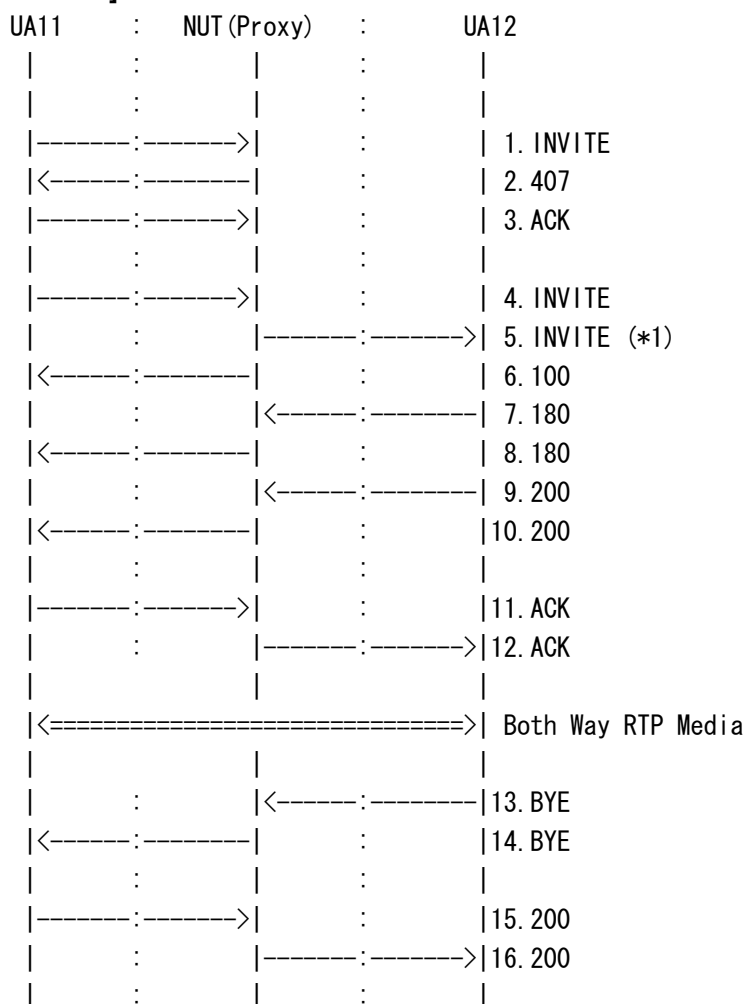 ]
UA11 : NUT(Proxy) : UA12
| : | : |
| : | : |
|------:------->| : | 1. INVITE
|<------:--------| : | 2. 407
|------:------->| : | 3. ACK
| : | : |
|------:------->| : | 4. INVITE
| : |------:------->| 5. INVITE (*1)
|<------:--------| : | 6. 100
| : |<------:--------| 7. 180
|<------:--------| : | 8. 180
| : |<------:--------| 9. 200
|<------:--------| : |10. 200
| : | : |
|------:------->| : |11. ACK
| : |------:------->|12. ACK
| | |
|<===============================>| Both Way RTP Media
| | |
| : |<------:--------|13. BYE
|<------:--------| : |14. BYE
| : | : |
|------:------->| : |15. 200
| : |------:------->|16. 200
| : | : |